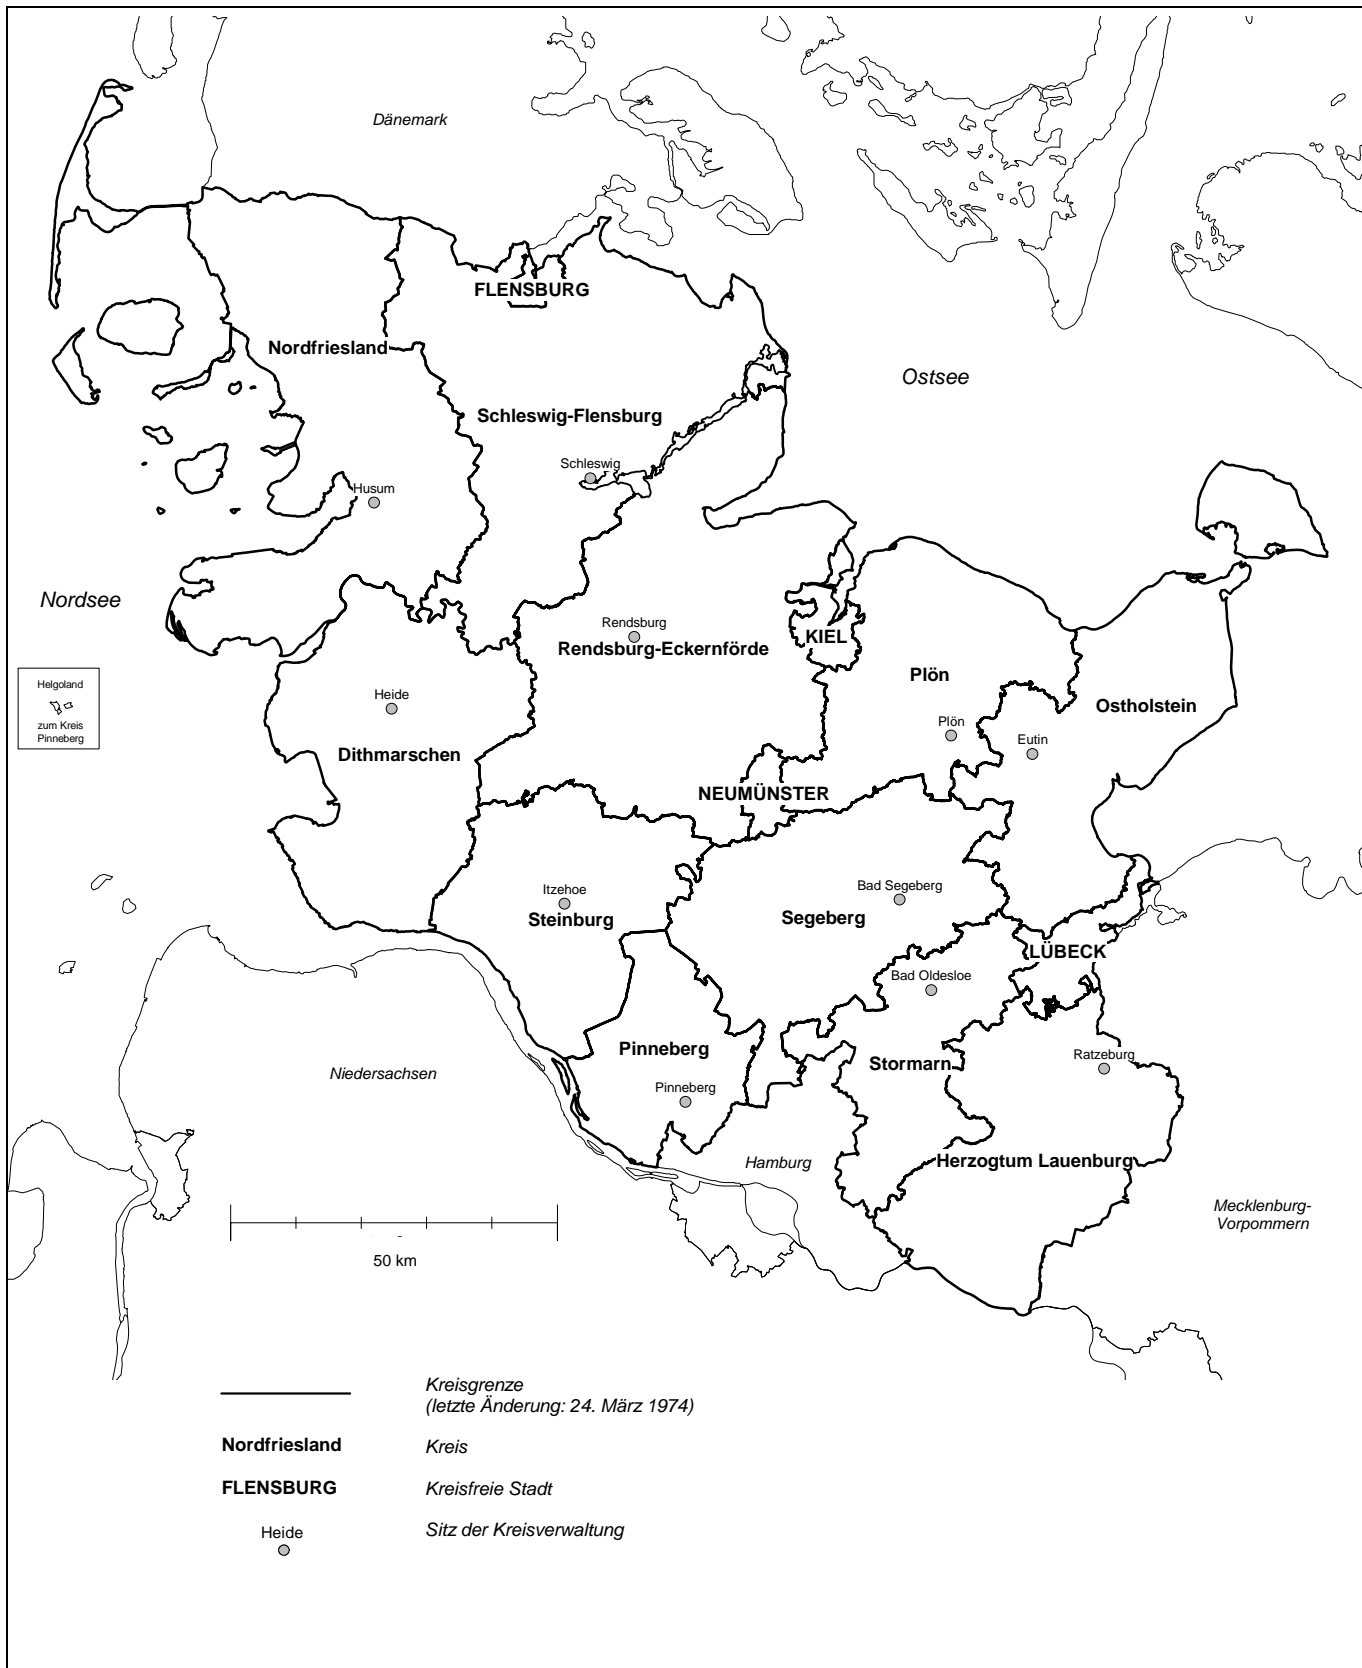 Dänemark
FLENSBURG
Nordfriesland
Ostsee
Schleswig-Flensburg
Schleswig
Husum
Nordsee
Rendsburg
Rendsburg-Eckernförde
KIEL
Plön
Helgoland
zum Kreis
Pinneberg
Heide
Dithmarschen
Plön
Ostholstein
Eutin
NEUMÜNSTER
Itzehoe
Steinburg
Bad Segeberg
Segeberg
LÜBECK
Bad Oldesloe
Pinneberg
Stormarn
Ratzeburg
Niedersachsen
Pinneberg
Hamburg
Herzogtum Lauenburg
Mecklenburg-
Vorpommern
50 km
Kreisgrenze
(letzte Änderung: 24. März 1974)
Nordfriesland Kreis
FLENSBURG Kreisfreie Stadt
Heide Sitz der Kreisverwaltung